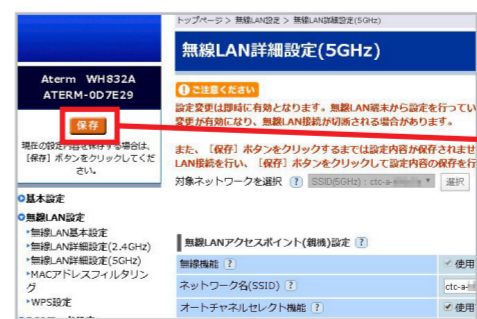 トップページ > 無線LAN設定 > 無線LAN詳細設定(5GHz)
無線LAN詳細設定(5GHz)
Aterm WH832A
ATERM-0D7E29
保存
現在の設定内容を保存する場合は、
[保存] ボタンをクリックしてくだ
さい。
基本設定
無線LAN設定
無線LAN基本設定
無線LAN詳細設定(2.4GHz)
無線LAN詳細設定(5GHz)
MACアドレスフィルタリン
グ
WPS設定
ご注意ください
設定変更は即時に有効となります。無線LAN端末から設定を行ってい
変更が有効になり、無線LAN接続が切断される場合があります
また、[保存] ボタンをクリックするまでは設定内容が保存されませ
LAN接続を行い、[保存] ボタンをクリックして設定内容の保存を行
対象ネットワークを選択 ? SSID(5GHz) : ctc-a- 選択
無線LANアクセスポイント(親機)設定 ?
無線機能 ? 使用
ネットワーク名(SSID) ? ctc-a-
オートチャネルセレクト機能 ? 使用